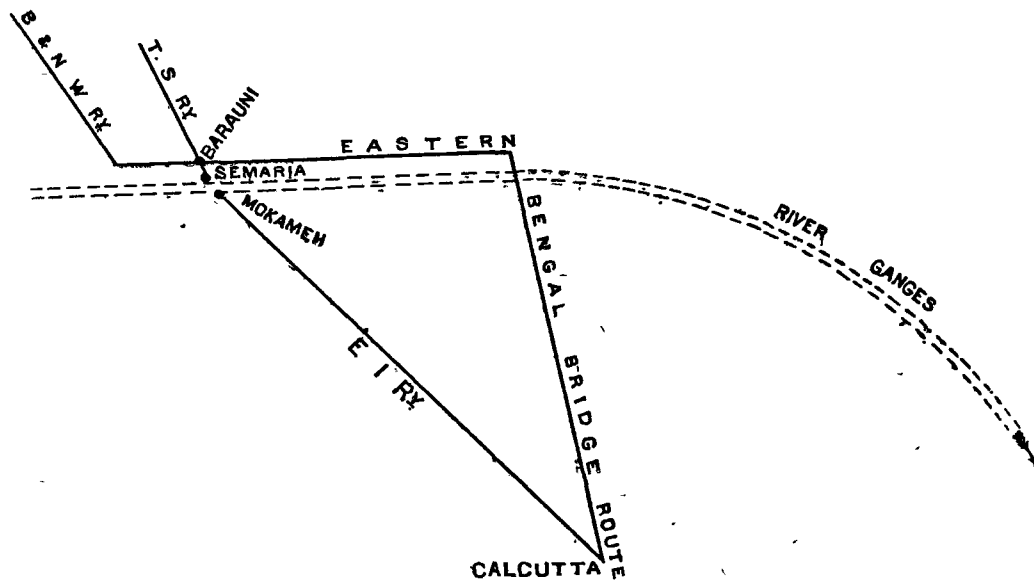 B & N W RY.
T. S RY.
BARAUNI
EASTERN
SEMARIA
MOKAMEH
BENGAL BRIDGE ROUTE
RIVER GANGES
E I RY.
CALCUTTA